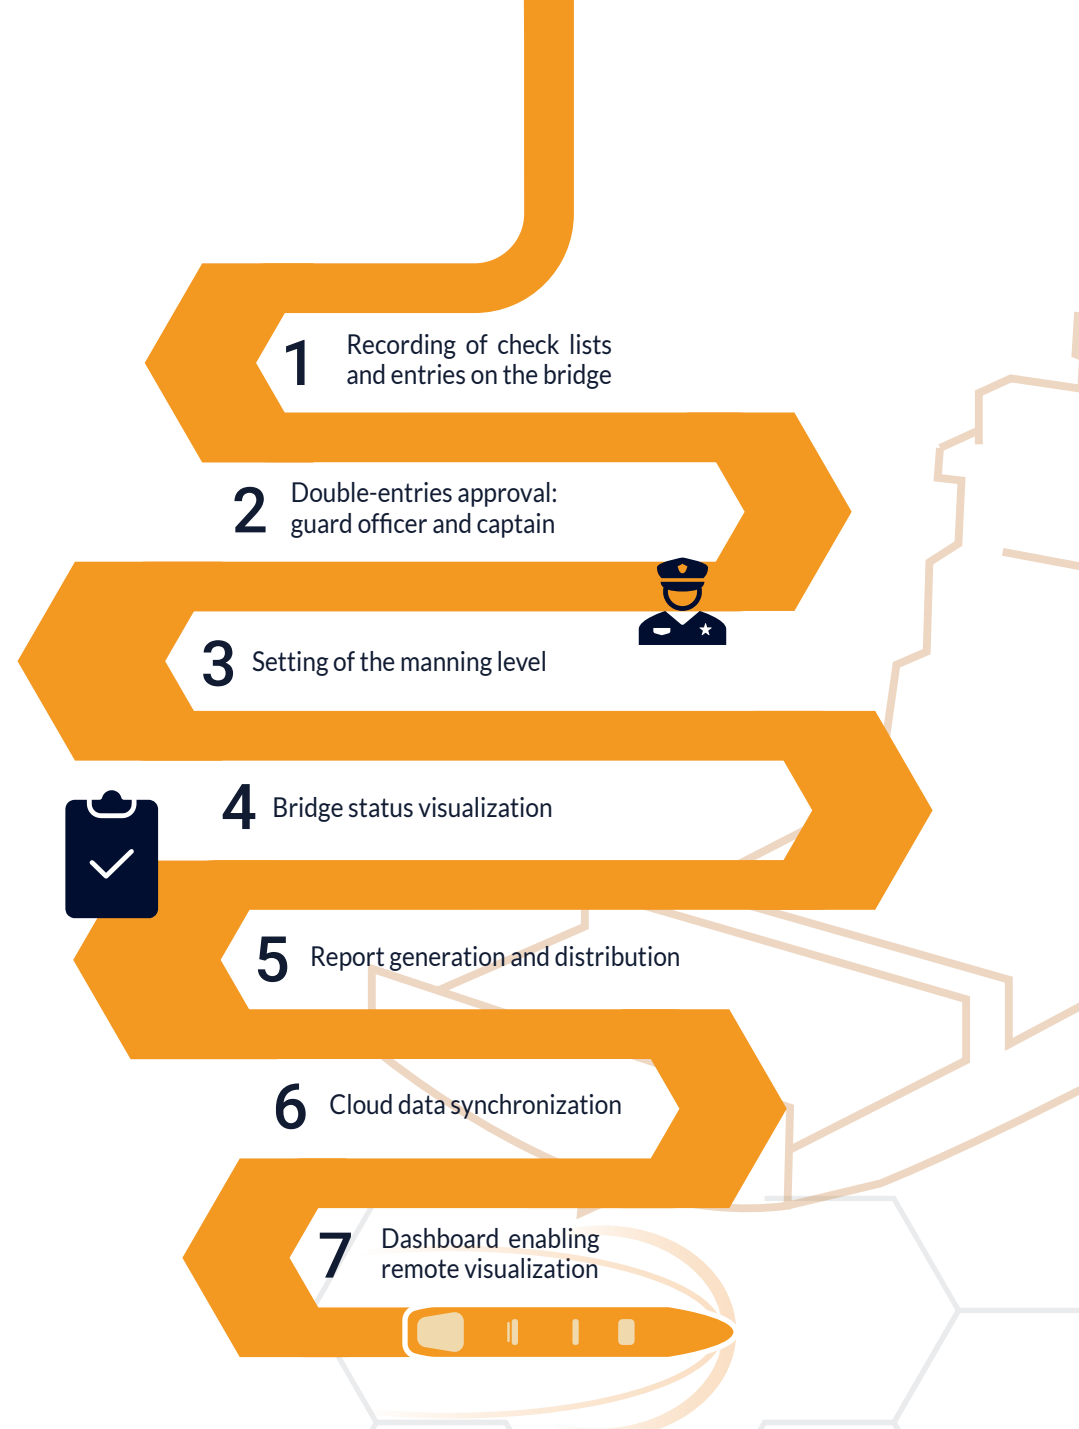 1 Recording of check lists
and entries on the bridge
2 Double-entries approval:
guard officer and captain
3 Setting of the manning level
4 Bridge status visualization
5 Report generation and distribution
6 Cloud data synchronization
7 Dashboard enabling
remote visualization